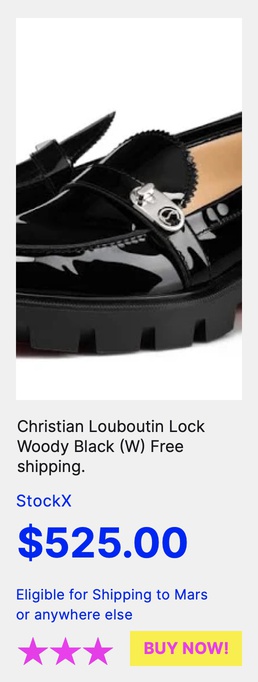 Christian Louboutin Lock
Woody Black (W) Free
shipping.
StockX
$525.00
Eligible for Shipping to Mars
or anywhere else
BUY NOW!